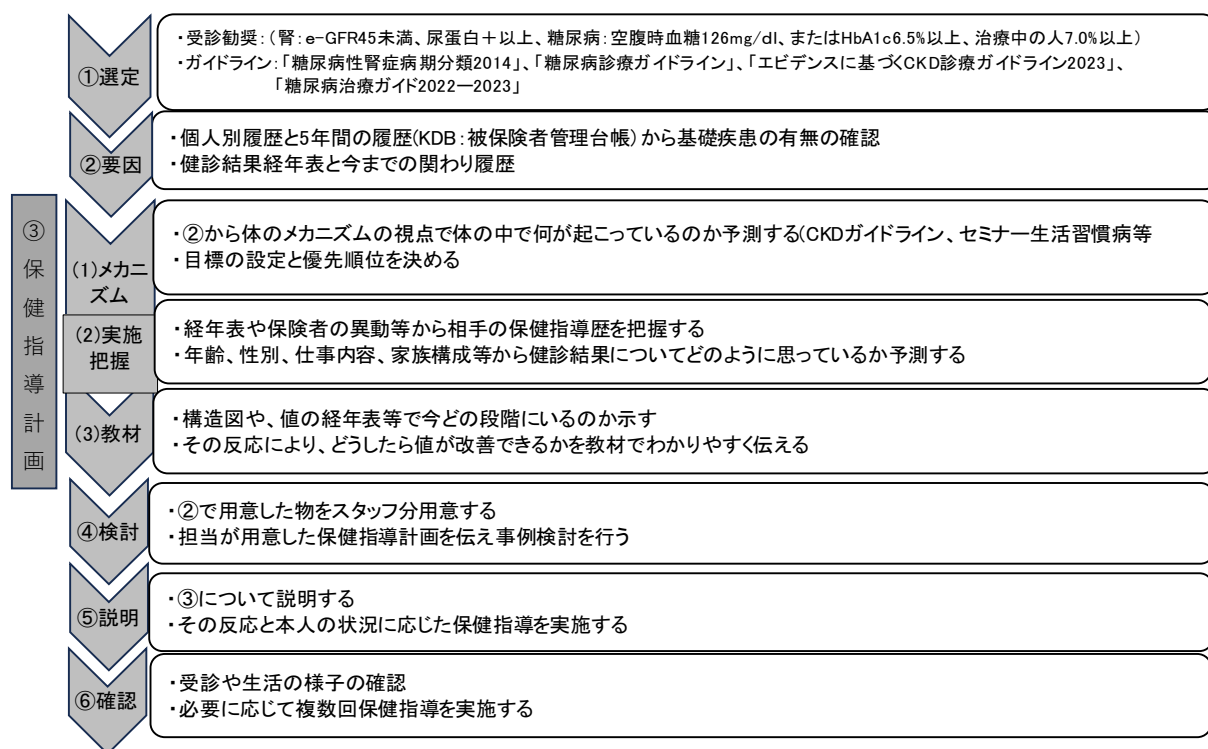 ①選定
・受診勧奨：（腎：e-GFR45未満、尿蛋白＋以上、糖尿病：空腹時血糖126mg/dl、またはHbA1c6.5%以上、治療中の人7.0%以上）
・ガイドライン：「糖尿病性腎症病期分類2014」、「糖尿病診療ガイドライン」、「エビデンスに基づくCKD診療ガイドライン2023」、
「糖尿病治療ガイド2022ー2023」
②要因
・個人別履歴と5年間の履歴(KDB：被保険者管理台帳)から基礎疾患の有無の確認
・健診結果経年表と今までの関わり履歴
③保健指導計画
(1)メカニ
ズム
・②から体のメカニズムの視点で体の中で何が起こっているのか予測する(CKDガイドライン、セミナー生活習慣病等
・目標の設定と優先順位を決める
(2)実施
把握
・経年表や保険者の異動等から相手の保健指導歴を把握する
・年齢、性別、仕事内容、家族構成等から健診結果についてどのように思っているか予測する
(3)教材
・構造図や、値の経年表等で今どの段階にいるのか示す
・その反応により、どうしたら値が改善できるかを教材でわかりやすく伝える
④検討
・②で用意した物をスタッフ分用意する
・担当が用意した保健指導計画を伝え事例検討を行う
⑤説明
・③について説明する
・その反応と本人の状況に応じた保健指導を実施する
⑥確認
・受診や生活の様子の確認
・必要に応じて複数回保健指導を実施する